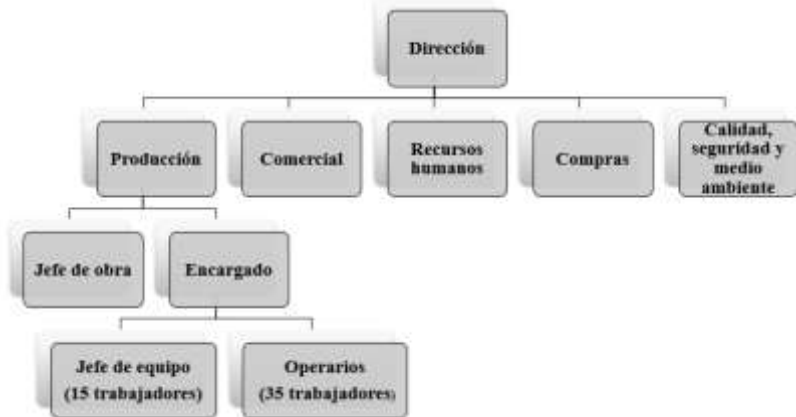 Dirección
Producción
Comercial
Recursos
humanos
Compras
Calidad,
seguridad y
medio
ambiente
Jefe de obra
Encargado
Jefe de equipo
(15 trabajadores)
Operarios
(35 trabajadores)